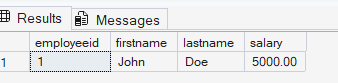 Results Messages
employeeid firstname lastname salary
1 1 John Doe 5000.00